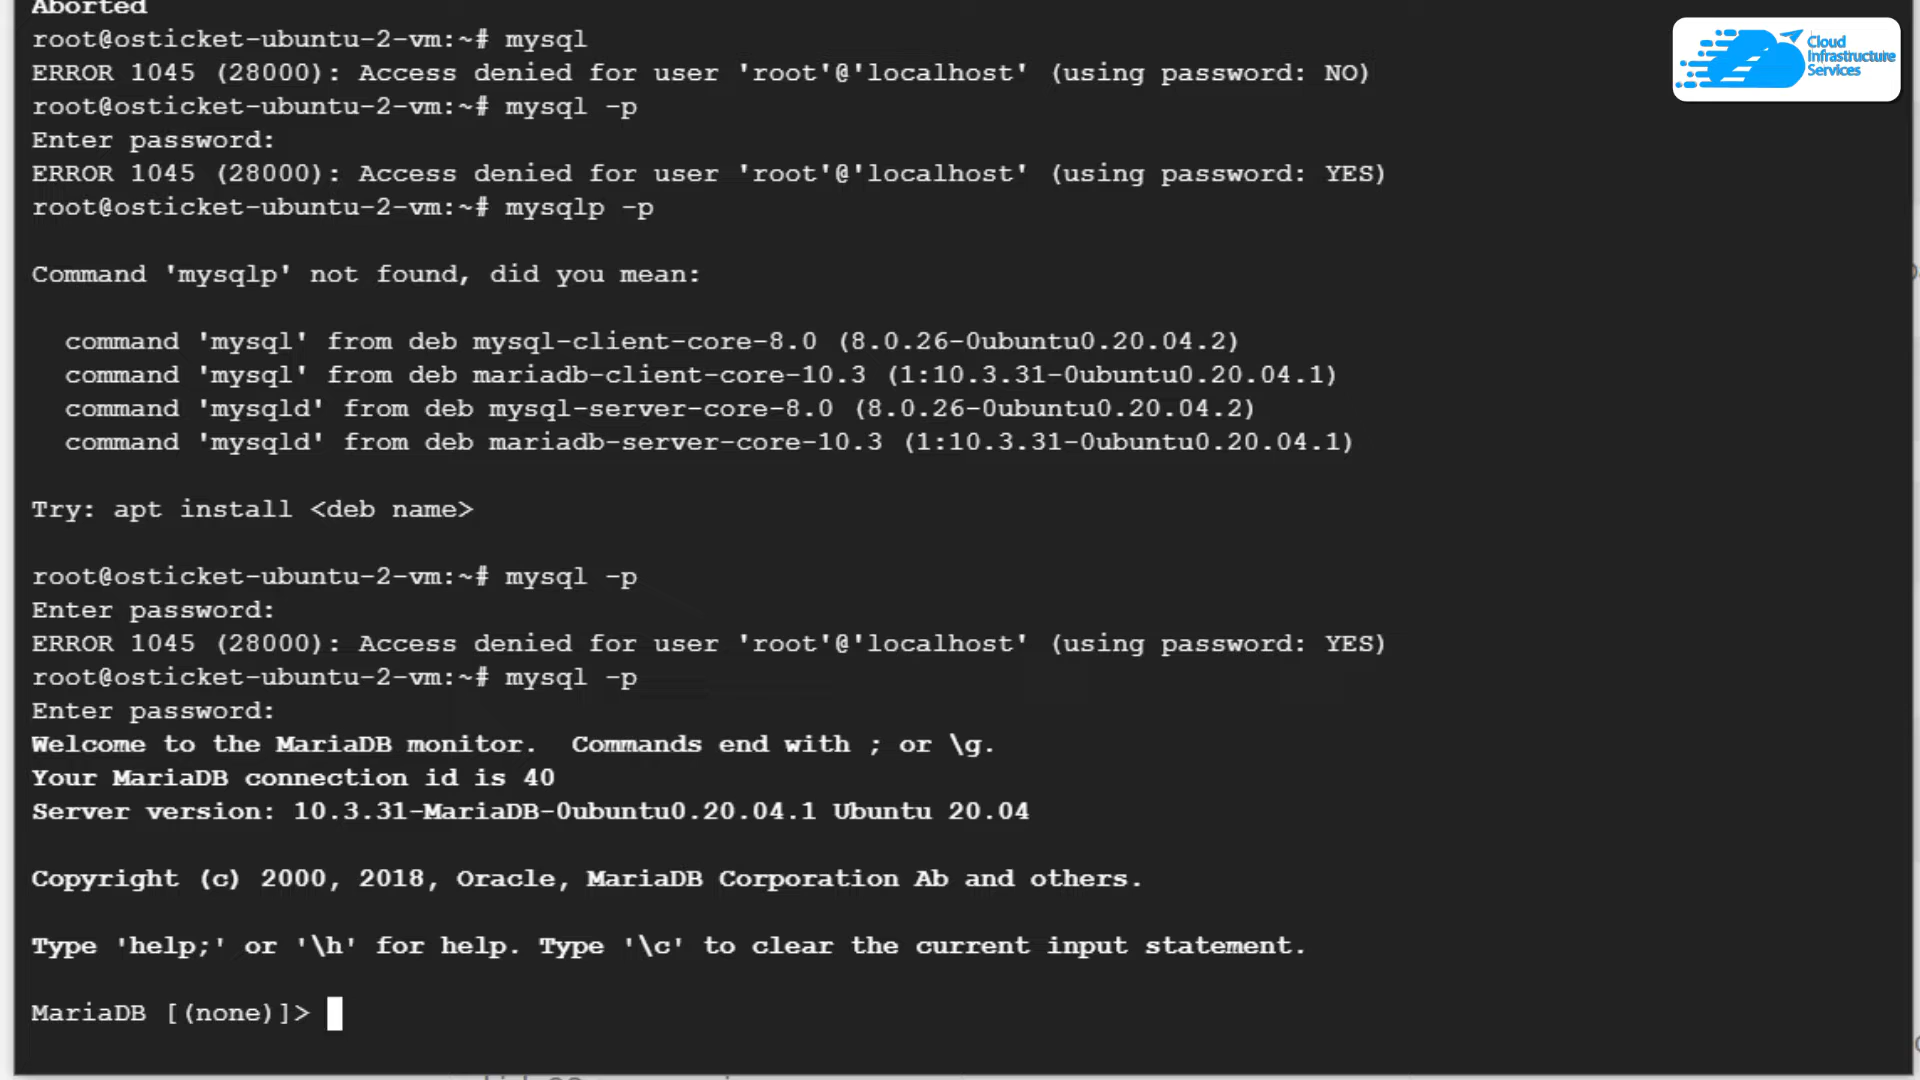 Aborted
root@osticket-ubuntu-2-vm:~# mysql
ERROR 1045 (28000): Access denied for user 'root'@'localhost' (using password: NO)
root@osticket-ubuntu-2-vm:~# mysql -p
Enter password:
ERROR 1045 (28000): Access denied for user 'root'@'localhost' (using password: YES)
root@osticket-ubuntu-2-vm:~# mysqlp -p
Command 'mysqlp' not found, did you mean:
command 'mysql' from deb mysql-client-core-8.0 (8.0.26-0ubuntu0.20.04.2)
command 'mysql' from deb mariadb-client-core-10.3 (1:10.3.31-0ubuntu0.20.04.1)
command 'mysqld' from deb mysql-server-core-8.0 (8.0.26-0ubuntu0.20.04.2)
command 'mysqld' from deb mariadb-server-core-10.3 (1:10.3.31-0ubuntu0.20.04.1)
Try: apt install <deb name>
root@osticket-ubuntu-2-vm:~# mysql -p
Enter password:
ERROR 1045 (28000): Access denied for user 'root'@'localhost' (using password: YES)
root@osticket-ubuntu-2-vm:~# mysql -p
Enter password:
Welcome to the MariaDB monitor.  Commands end with ; or \g.
Your MariaDB connection id is 40
Server version: 10.3.31-MariaDB-0ubuntu0.20.04.1 Ubuntu 20.04
Copyright (c) 2000, 2018, Oracle, MariaDB Corporation Ab and others.
Type 'help;' or '\h' for help. Type '\c' to clear the current input statement.
MariaDB [(none)]>
Cloud
Infrastructure
Services